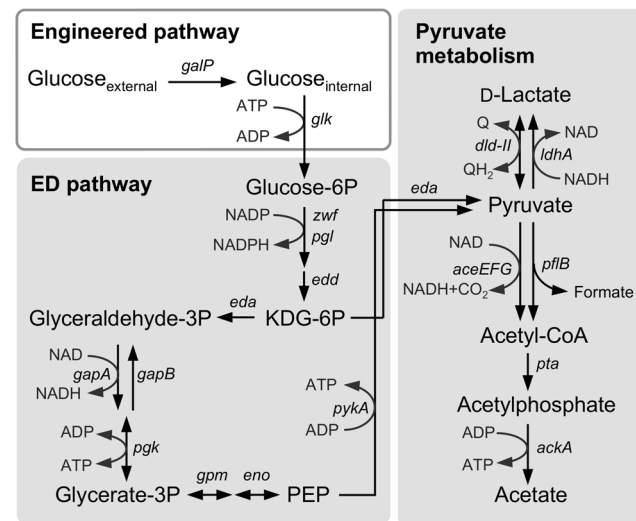 Engineered pathway
Glucoseexternal
galP
Glucoseinternal
ATP
ADP
glk
ED pathway
Glucose-6P
NADP
NADPH
zwf
pgl
edd
eda
Glyceraldehyde-3P
eda
KDG-6P
NAD
NADH
gapA
gapB
ATP
ADP
pykA
ADP
ATP
pgk
Glycerate-3P
gpm
eno
PEP
Pyruvate
metabolism
D-Lactate
Q
QH2
dld-II
ldhA
NAD
NADH
Pyruvate
NAD
NADH+CO2
aceEFG
pflB
Formate
Acetyl-CoA
pta
Acetylphosphate
ADP
ATP
ackA
Acetate